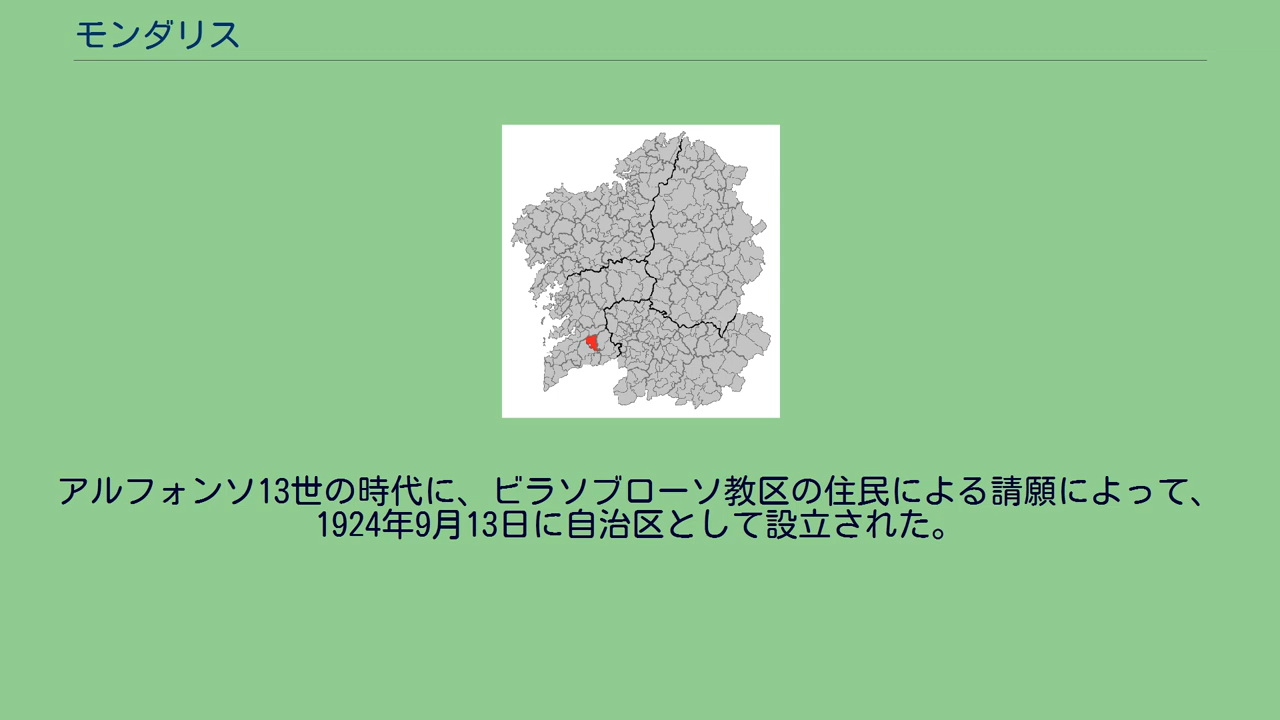 モンダリス
アルフォンソ13世の時代に、ビラソブローソ教区の住民による請願によって、
1924年9月13日に自治区として設立された。